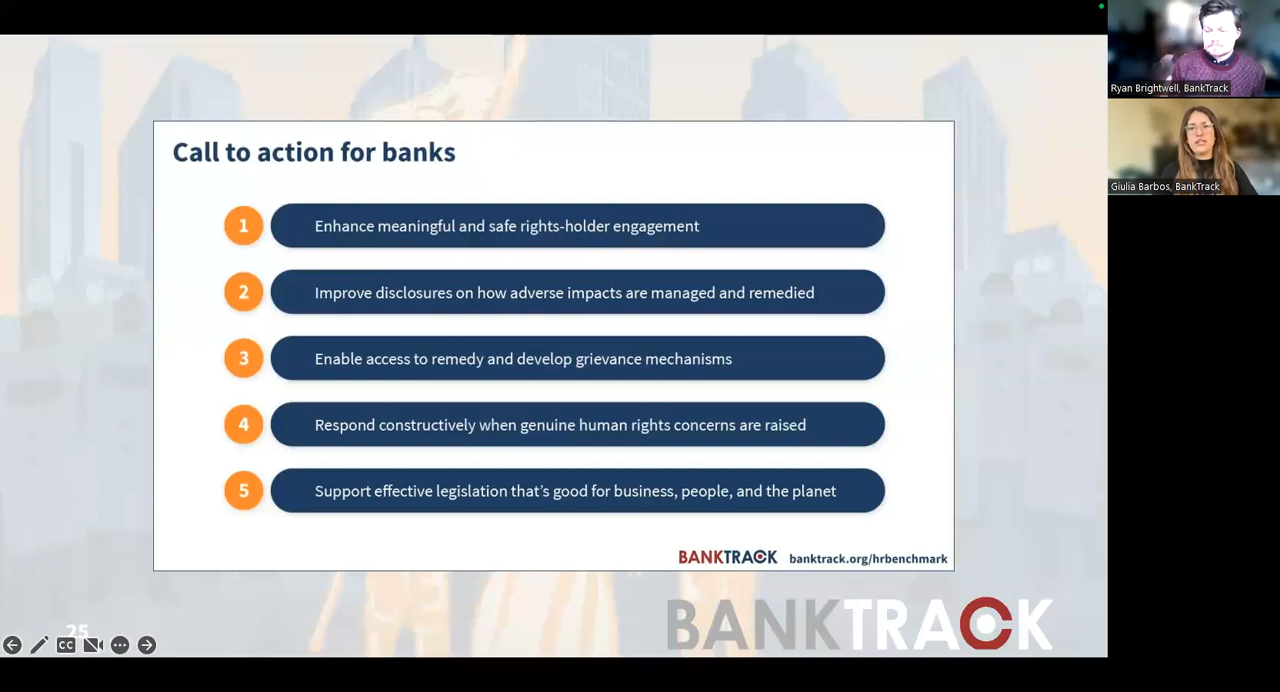 Call to action for banks
1 Enhance meaningful and safe rights-holder engagement
2 Improve disclosures on how adverse impacts are managed and remedied
3 Enable access to remedy and develop grievance mechanisms
4 Respond constructively when genuine human rights concerns are raised
5 Support effective legislation that’s good for business, people, and the planet
BANKTRACK banktrack.org/hrbenchmark
BANKTRACK
25
CC
Ryan Brightwell, BankTrack
Giulia Barbos, BankTrack